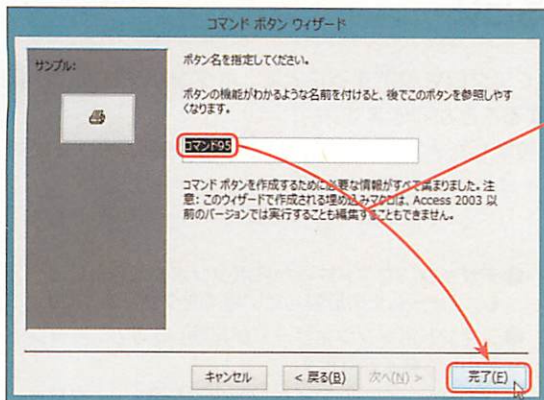 コマンド ボタン ウィザード
サンプル:
ボタン名を指定してください。
ボタンの機能がわかるような名前を付けると、後でこのボタンを参照しやす
くなります。
コマンド95
コマンド ボタンを作成するために必要な情報がすべて集まりました。注
意: このウィザードで作成される埋め込みマクロは、Access 2003 以
前のバージョンでは実行することも編集することもできません。
キャンセル
< 戻る(B)
次へ(N) >
完了(F)